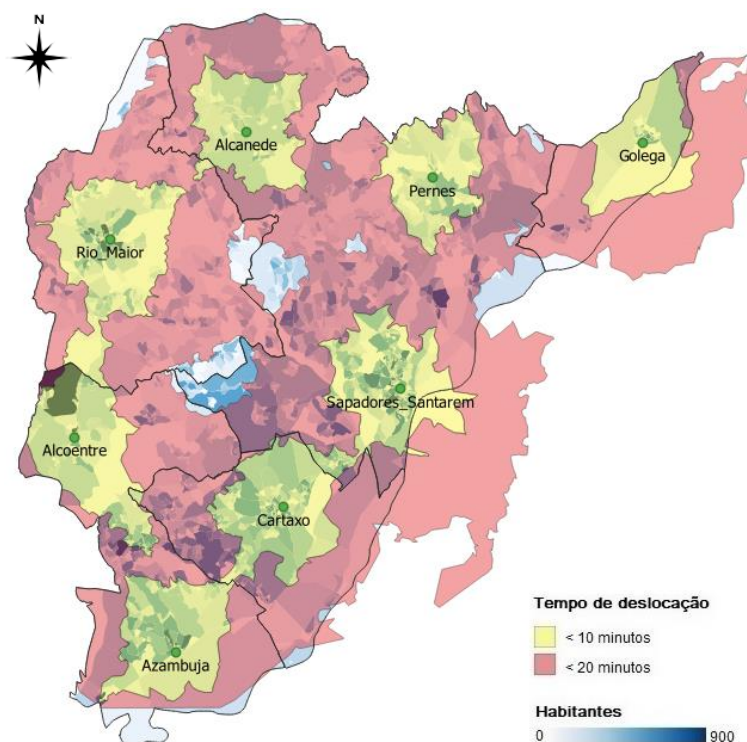 N
Alcanede
Golega
Pernes
Rio_Maior
Sapadores_Santarem
Alcoentre
Cartaxo
Azambuja
Tempo de deslocação
< 10 minutos
< 20 minutos
Habitantes
0 900